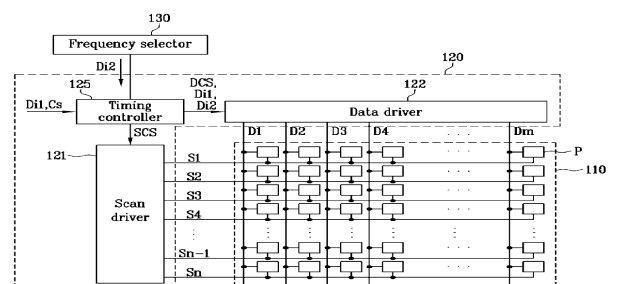 130
Frequency selector
Di2
120
125
DCS,
Di1,
Di2
122
Di1,Cs
Timing
controller
Data driver
SCS
D1 D2 D3 D4 · · · · Dm
121
S1
P
110
S2
S3
Scan
driver
S4
Sn-1
Sn